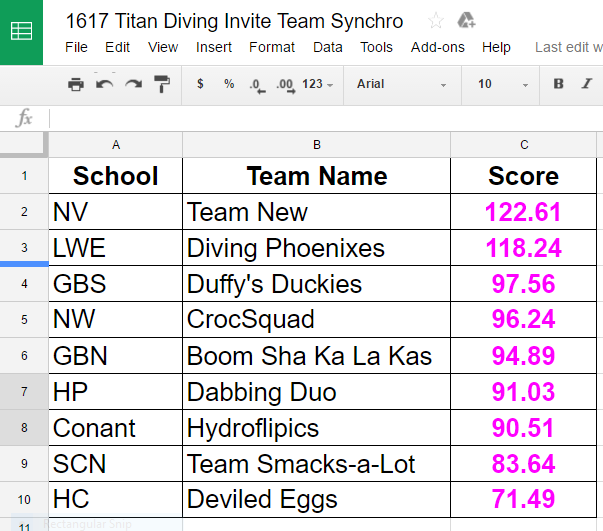 1617 Titan Diving Invite Team Synchro
File Edit View Insert Format Data Tools Add-ons Help Last edit w
$ % .0 .00 123 Arial 10 B I
fx
A B C
1 School Team Name Score
2 NV Team New 122.61
3 LWE Diving Phoenixes 118.24
4 GBS Duffy's Duckies 97.56
5 NW CrocSquad 96.24
6 GBN Boom Sha Ka La Kas 94.89
7 HP Dabbing Duo 91.03
8 Conant Hydroflipics 90.51
9 SCN Team Smacks-a-Lot 83.64
10 HC Deviled Eggs 71.49
11 Rectangular Snip